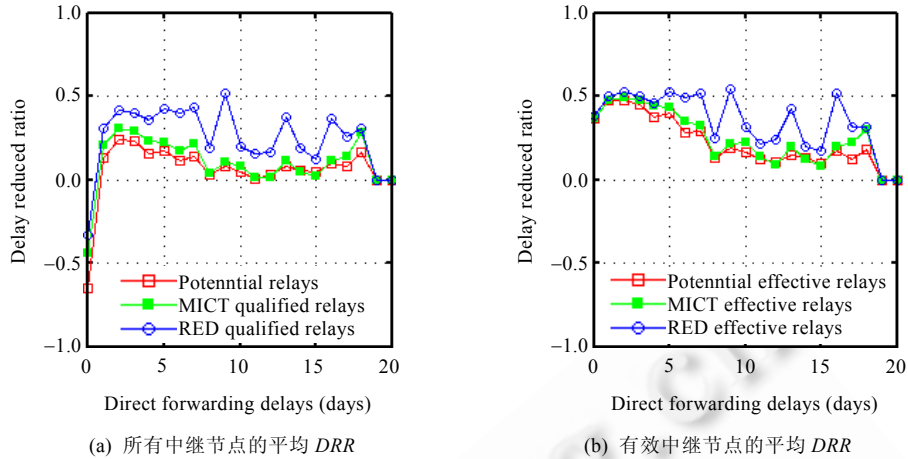 1.0
0.5
0.0
−0.5
−1.0
Delay reduced ratio
Potenntial relays
MICT qualified relays
RED qualified relays
0 5 10 15 20
Direct forwarding delays (days)
(a) 所有中继节点的平均 DRR
1.0
0.5
0.0
−0.5
−1.0
Delay reduced ratio
Potenntial effective relays
MICT effective relays
RED effective relays
0 5 10 15 20
Direct forwarding delays (days)
(b) 有效中继节点的平均 DRR